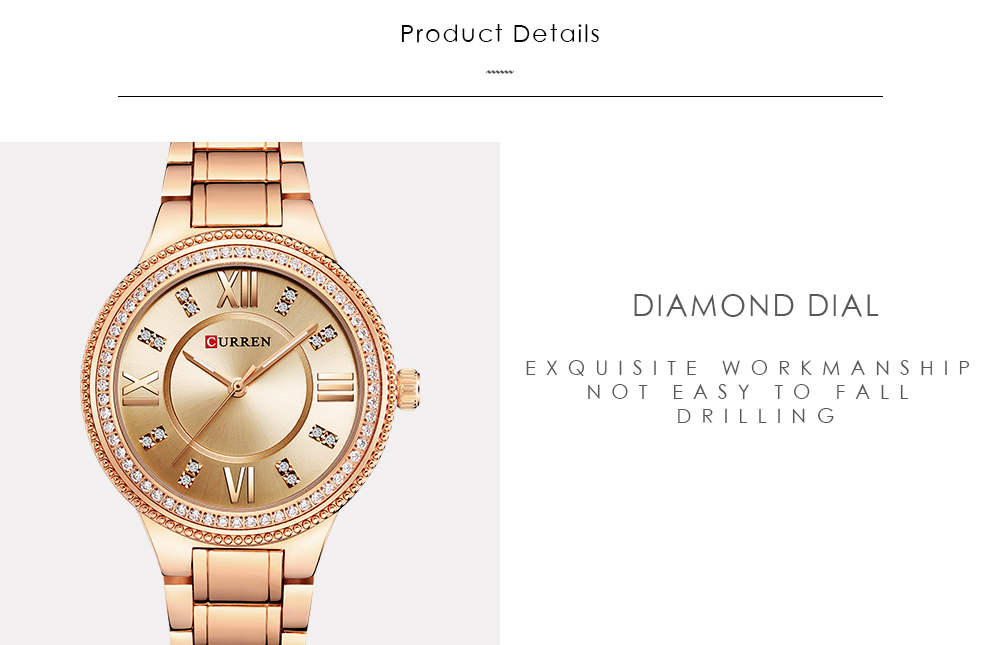 Product Details
XII
CURREN
IX
III
VI
DIAMOND DIAL
EXQUISITE WORKMANSHIP
NOT EASY TO FALL
DRILLING